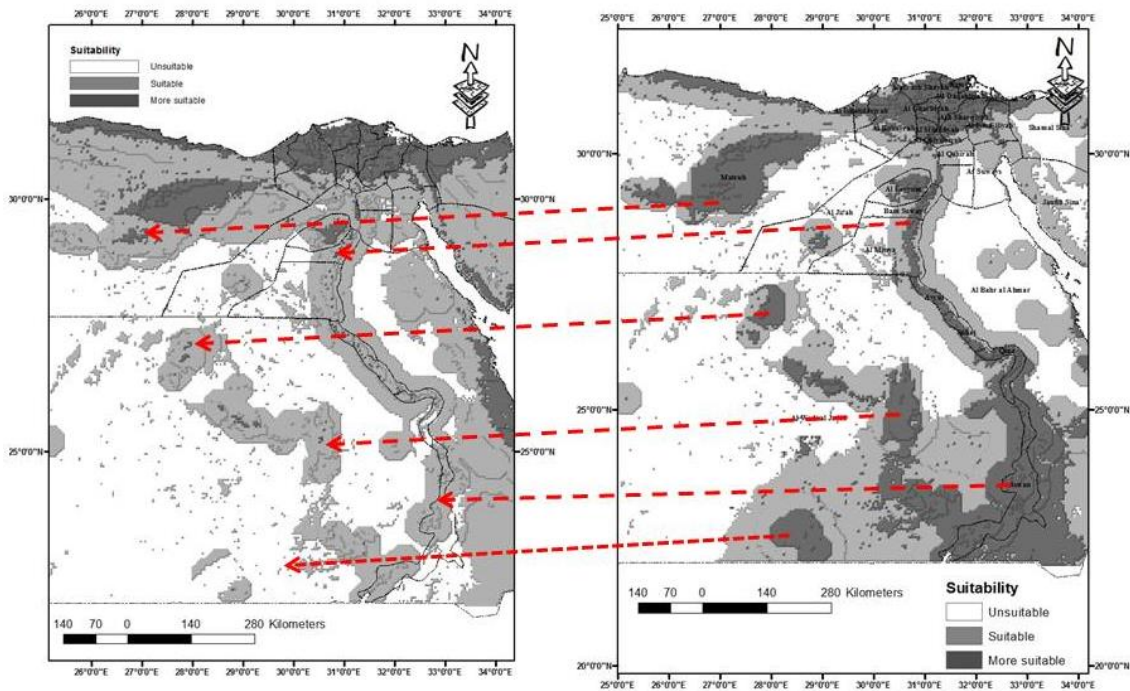 25°0'0"E 26°0'0"E 27°0'0"E 28°0'0"E 29°0'0"E 30°0'0"E 31°0'0"E 32°0'0"E 33°0'0"E 34°0'0"E
Suitability
Unsuitable
Suitable
More suitable
N
30°0'0"N
30°0'0"N
25°0'0"N
25°0'0"N
140 70 0 140 280 Kilometers
26°0'0"E 27°0'0"E 28°0'0"E 29°0'0"E 30°0'0"E 31°0'0"E 32°0'0"E 33°0'0"E 34°0'0"E
25°0'0"E 26°0'0"E 27°0'0"E 28°0'0"E 29°0'0"E 30°0'0"E 31°0'0"E 32°0'0"E 33°0'0"E 34°0'0"E
N
Shamal Sina
30°0'0"N
30°0'0"N
Al Qahirah
As Suways
Matruh
Al Fayyum
Janub Sina'
Al Jizah
Bani Suwayf
Al Minya
Al Bahr al Ahmar
Asyut
Suhaj
Qina
25°0'0"N
25°0'0"N
Aswan
140 70 0 140 280 Kilometers
Suitability
Unsuitable
Suitable
More suitable
20°0'0"N
20°0'0"N
25°0'0"E 26°0'0"E 27°0'0"E 28°0'0"E 29°0'0"E 30°0'0"E 31°0'0"E 32°0'0"E 33°0'0"E 34°0'0"E